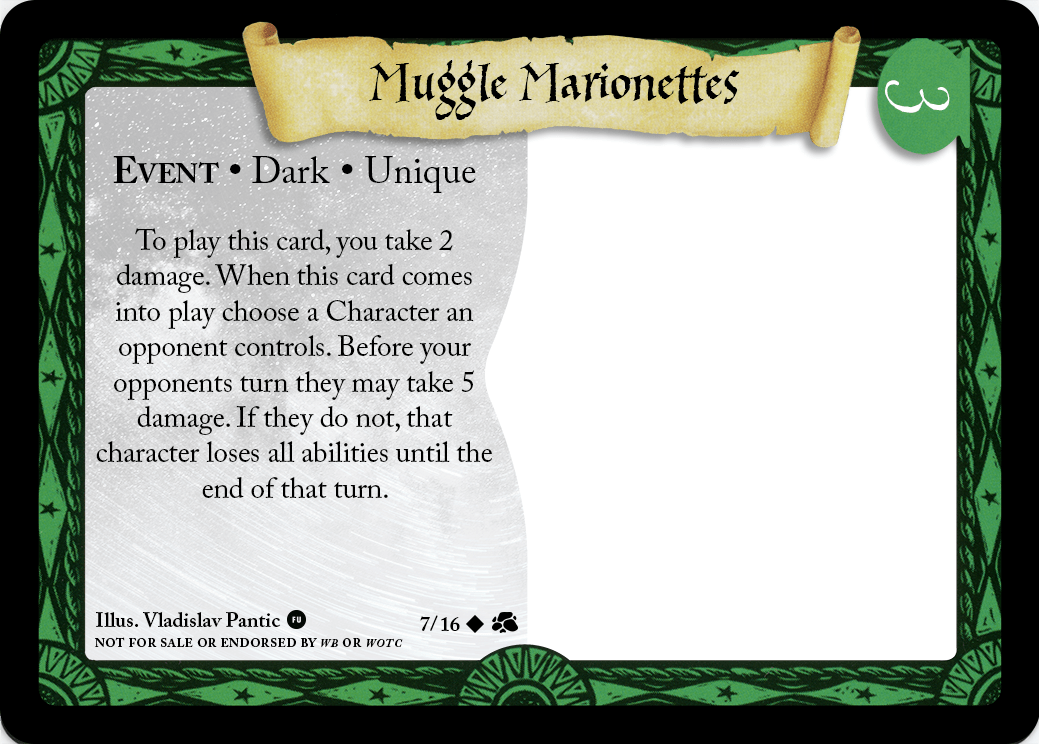 Muggle Marionettes
3
EVENT • Dark • Unique
To play this card, you take 2
damage. When this card comes
into play choose a Character an
opponent controls. Before your
opponents turn they may take 5
damage. If they do not, that
character loses all abilities until the
end of that turn.
Illus. Vladislav Pantic FU
7/16
NOT FOR SALE OR ENDORSED BY WB OR WOTC